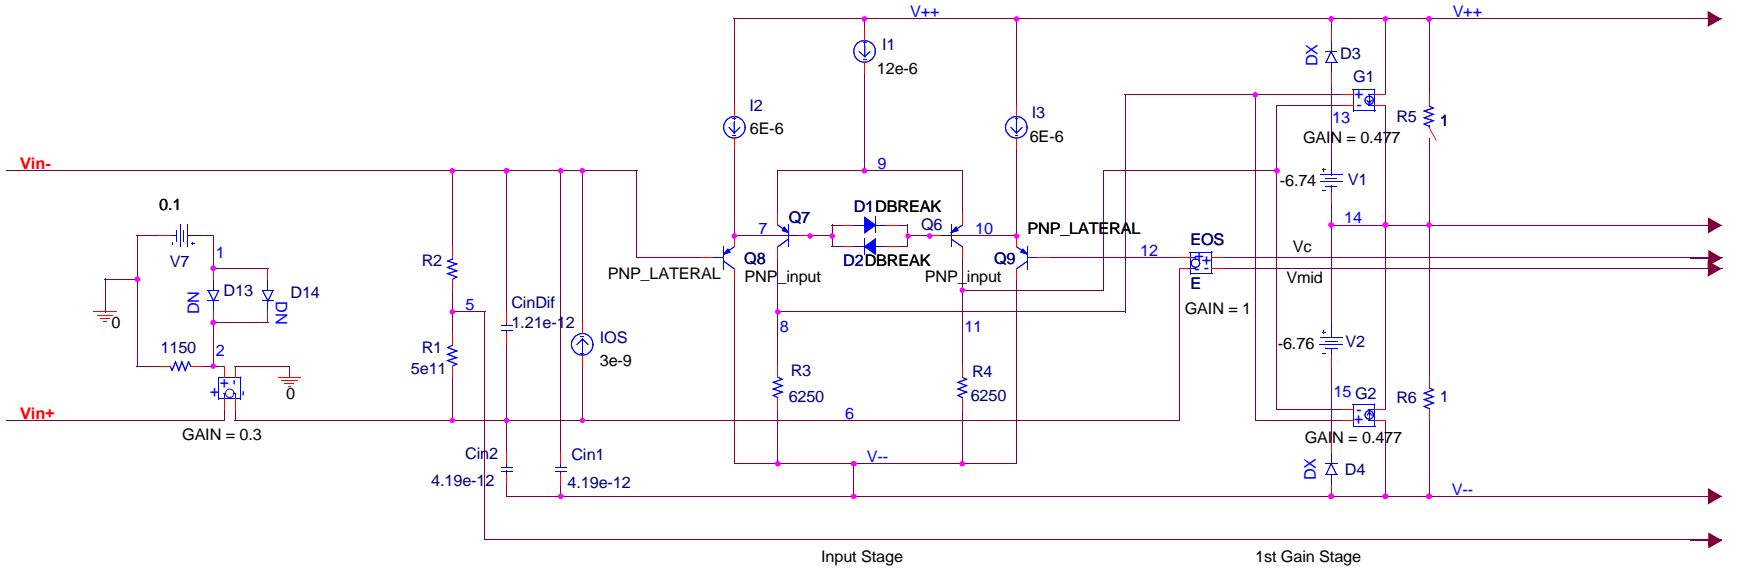 V++
V++
I1
12e-6
DX
D3
G1
I2
6E-6
I3
6E-6
R5
1
13
GAIN = 0.477
Vin-
9
-6.74
V1
0.1
D1DBREAK
Q7
Q6
7
10
PNP_LATERAL
14
V7
1
EOS
12
Vc
R2
Q8
D2DBREAK
Q9
PNP_LATERAL
PNP_input
PNP_input
E
Vmid
DN
D13
D14
DN
CinDif
1.21e-12
5
GAIN = 1
0
8
11
1150
2
R1
5e11
IOS
3e-9
-6.76
V2
R3
6250
R4
6250
0
15
G2
R6
1
Vin+
6
GAIN = 0.3
GAIN = 0.477
Cin2
4.19e-12
Cin1
4.19e-12
V--
DX
D4
V--
Input Stage
1st Gain Stage